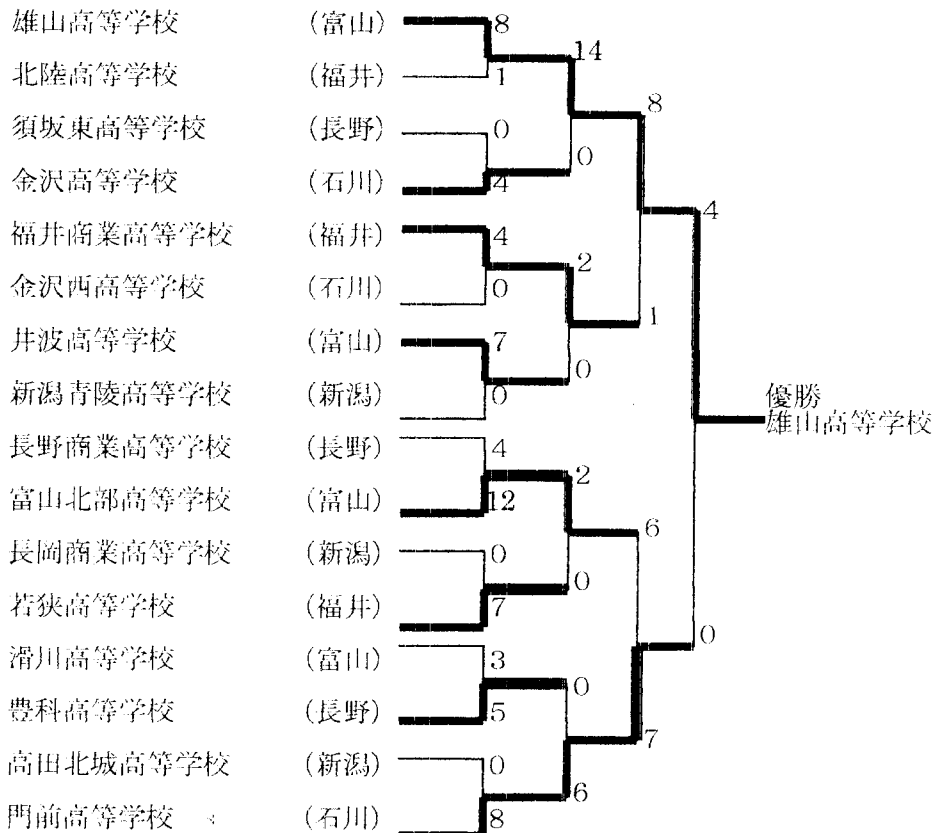 雄山高等学校 (富山) 8
14
北陸高等学校 (福井) 1
8
須坂東高等学校 (長野) 0
0
金沢高等学校 (石川) 4
4
福井商業高等学校 (福井) 4
2
金沢西高等学校 (石川) 0
1
井波高等学校 (富山) 7
0
新潟青陵高等学校 (新潟) 0
優勝
雄山高等学校
長野商業高等学校 (長野) 4
2
富山北部高等学校 (富山) 12
6
長岡商業高等学校 (新潟) 0
0
若狭高等学校 (福井) 7
0
滑川高等学校 (富山) 3
0
豊科高等学校 (長野) 5
7
高田北城高等学校 (新潟) 0
6
門前高等学校 (石川) 8